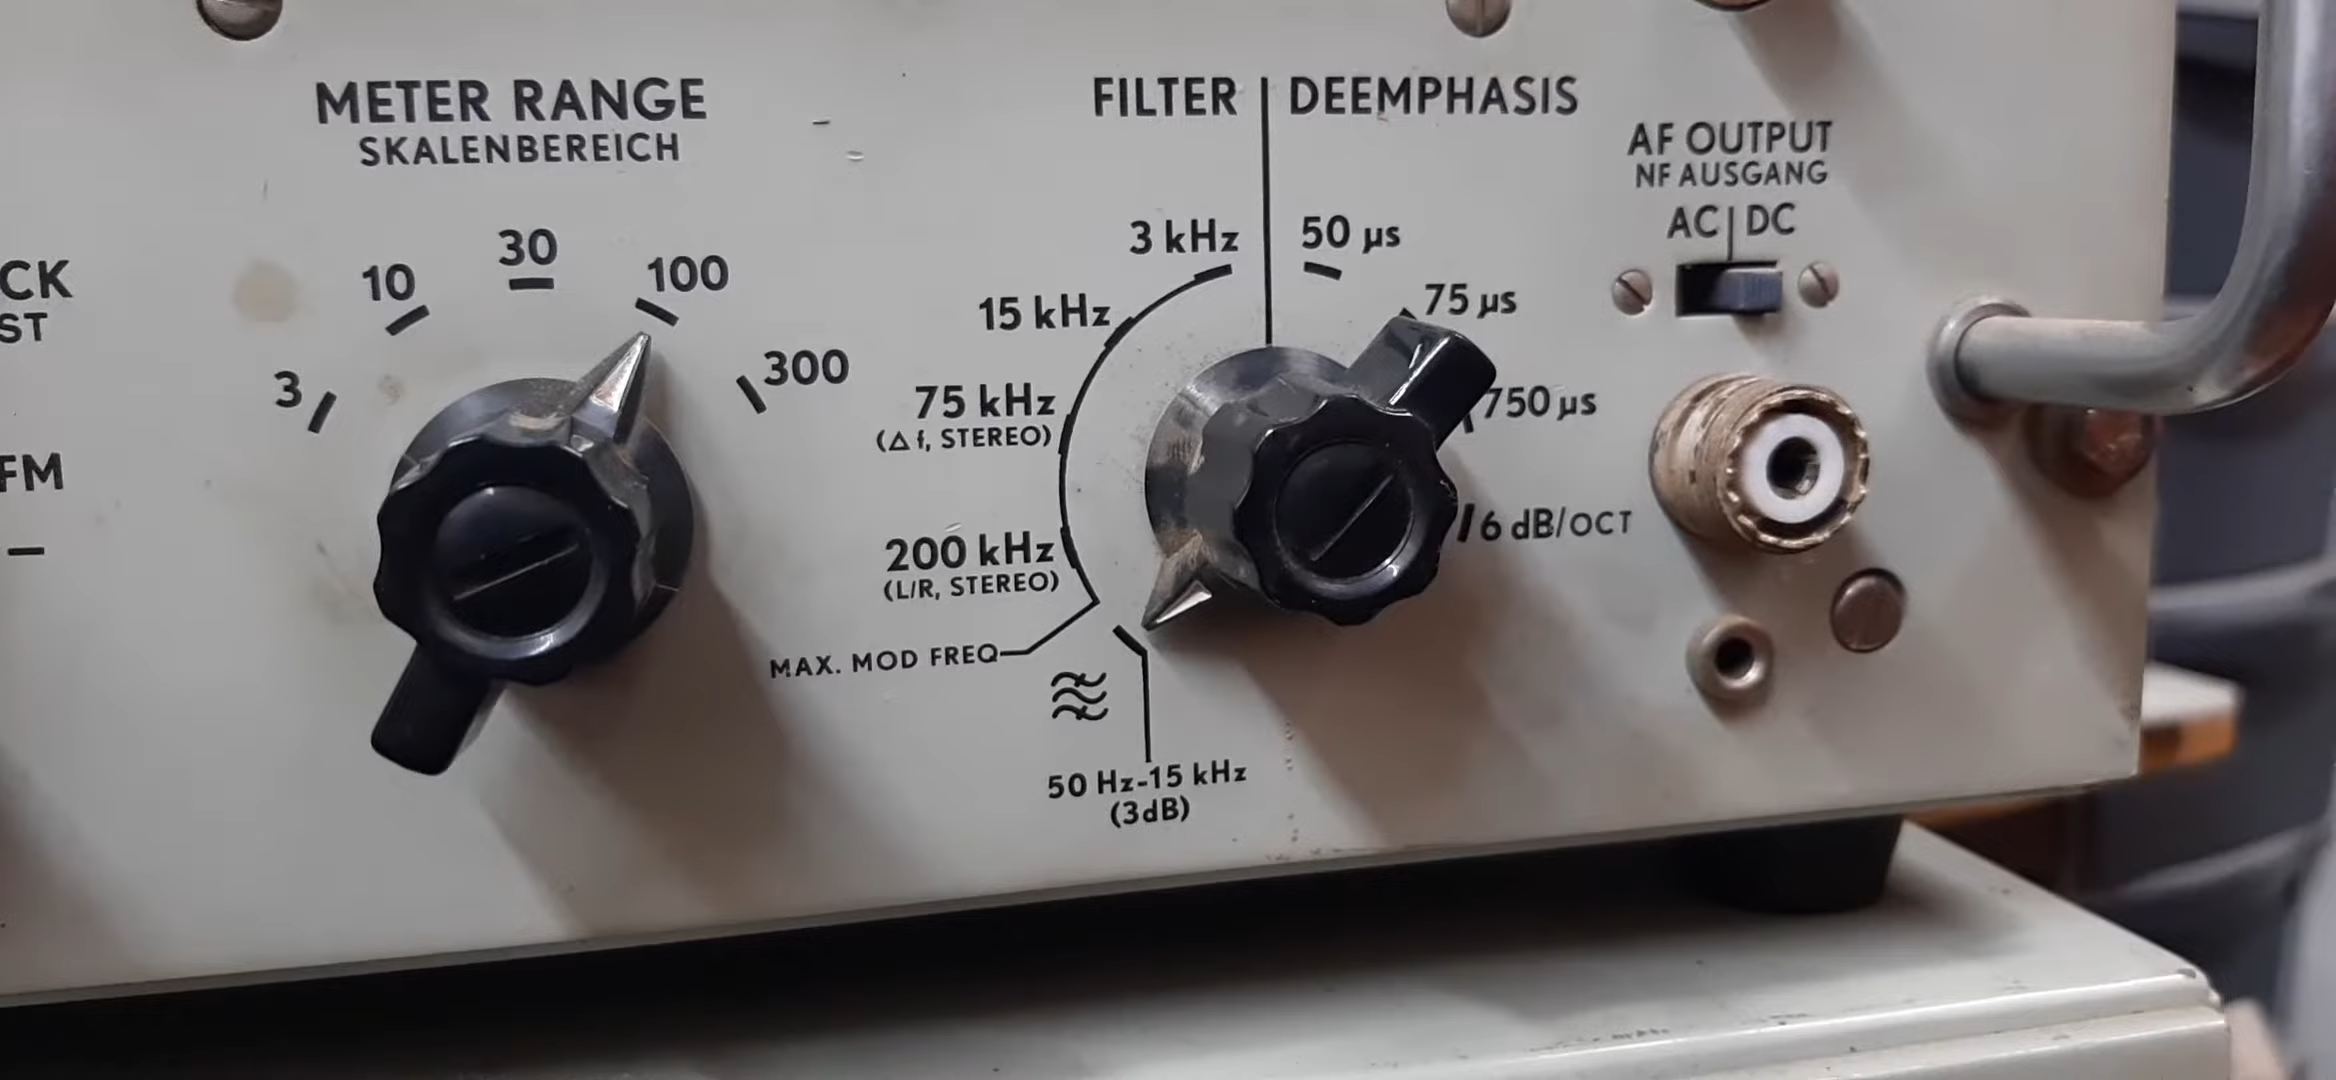 METER RANGE
SKALENBEREICH
3
10
30
100
300
CK
ST
FM
FILTER | DEEMPHASIS
3 kHz
15 kHz
75 kHz
(Δ f, STEREO)
200 kHz
(L/R, STEREO)
MAX. MOD FREQ
50 Hz-15 kHz
(3dB)
50 µs
75 µs
750 µs
6 dB/OCT
AF OUTPUT
NF AUSGANG
AC | DC